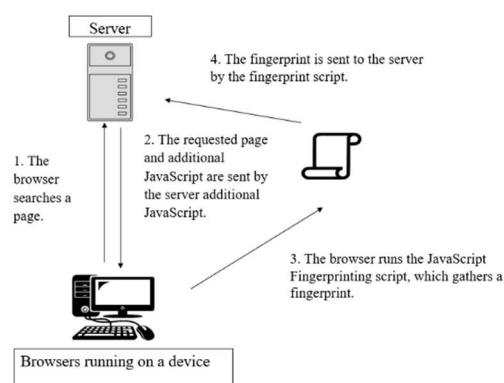 Server
4. The fingerprint is sent to the server
by the fingerprint script.
1. The
browser
searches a
page.
2. The requested page
and additional
JavaScript are sent by
the server additional
JavaScript.
3. The browser runs the JavaScript
Fingerprinting script, which gathers a
fingerprint.
Browsers running on a device